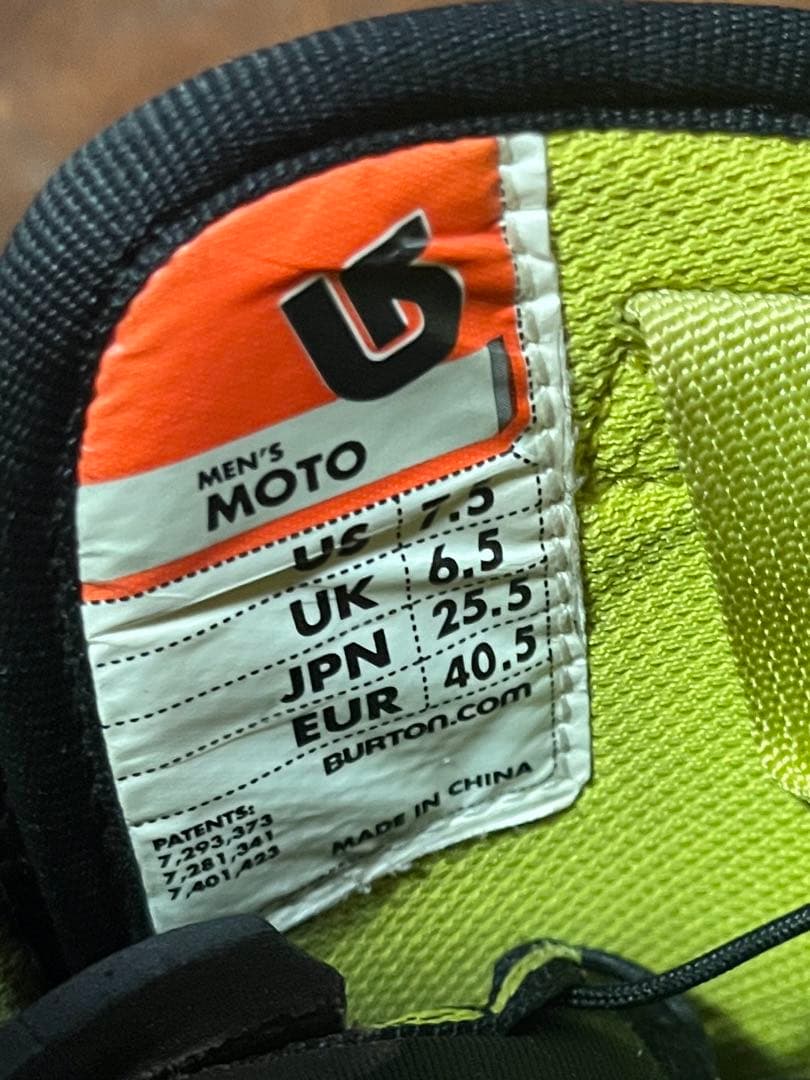 MEN'S
MOTO
US 7.5
UK 6.5
JPN 25.5
EUR 40.5
BURTON.COM
MADE IN CHINA
PATENTS:
7,293,373
7,281,341
7,401,423